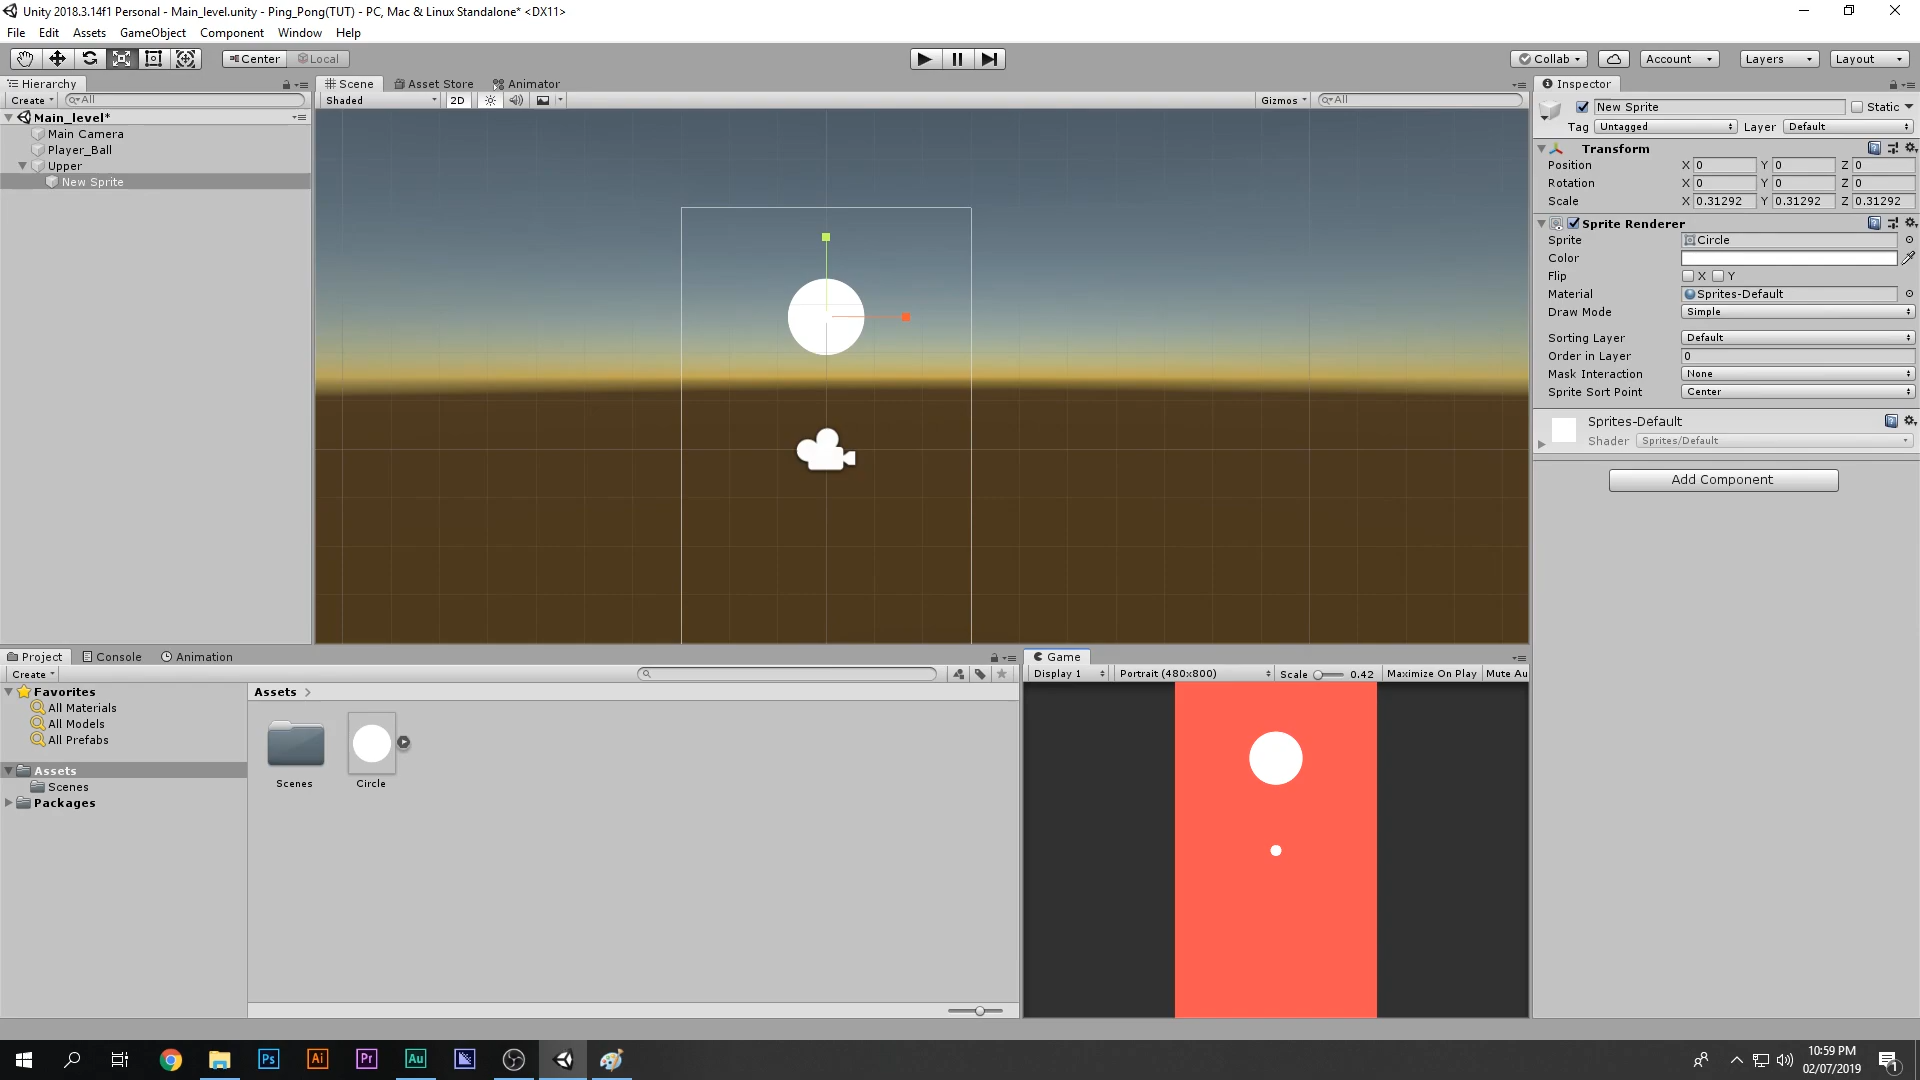 Unity 2018.3.14f1 Personal - Main_level.unity - Ping_Pong(TUT) - PC, Mac & Linux Standalone* <DX11>
File Edit Assets GameObject Component Window Help
Center Local Collab Account Layers Layout
Hierarchy
Create All
Main_level*
Main Camera
Player_Ball
Upper
New Sprite
Scene Asset Store Animator
Shaded 2D Gizmos All
Inspector
New Sprite Static
Tag Untagged Layer Default
Transform
Position X 0 Y 0 Z 0
Rotation X 0 Y 0 Z 0
Scale X 0.31292 Y 0.31292 Z 0.31292
Sprite Renderer
Sprite Circle
Color
Flip X Y
Material Sprites-Default
Draw Mode Simple
Sorting Layer Default
Order in Layer 0
Mask Interaction None
Sprite Sort Point Center
Sprites-Default
Shader Sprites/Default
Add Component
Project Console Animation
Create
Favorites
All Materials
All Models
All Prefabs
Assets
Scenes
Packages
Assets
Scenes Circle
Game
Display 1 Portrait (480x800) Scale 0.42 Maximize On Play Mute Au
Ps Ai Pr Au
10:59 PM
02/07/2019
1